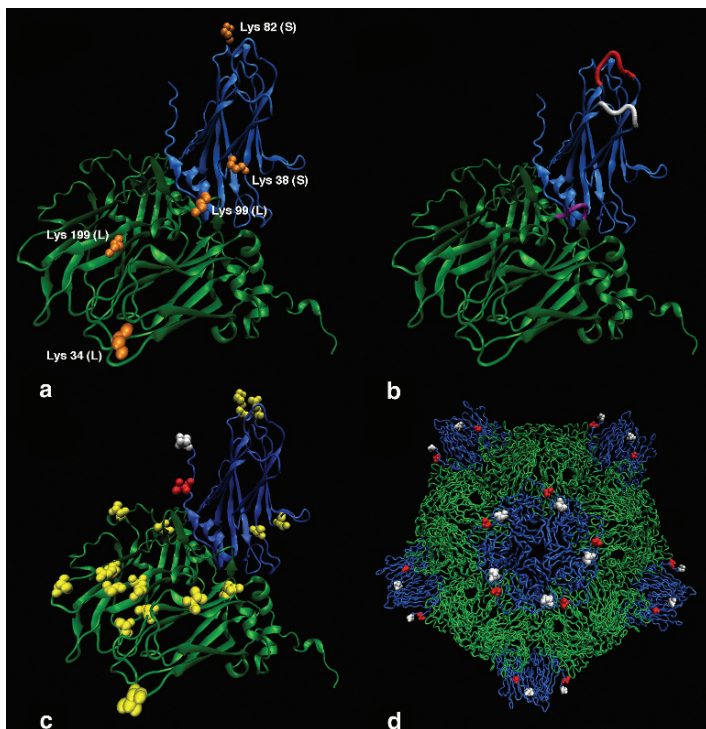 Lys 82 (S)
Lys 38 (S)
Lys 99 (L)
Lys 199 (L)
Lys 34 (L)
a
b
c
d